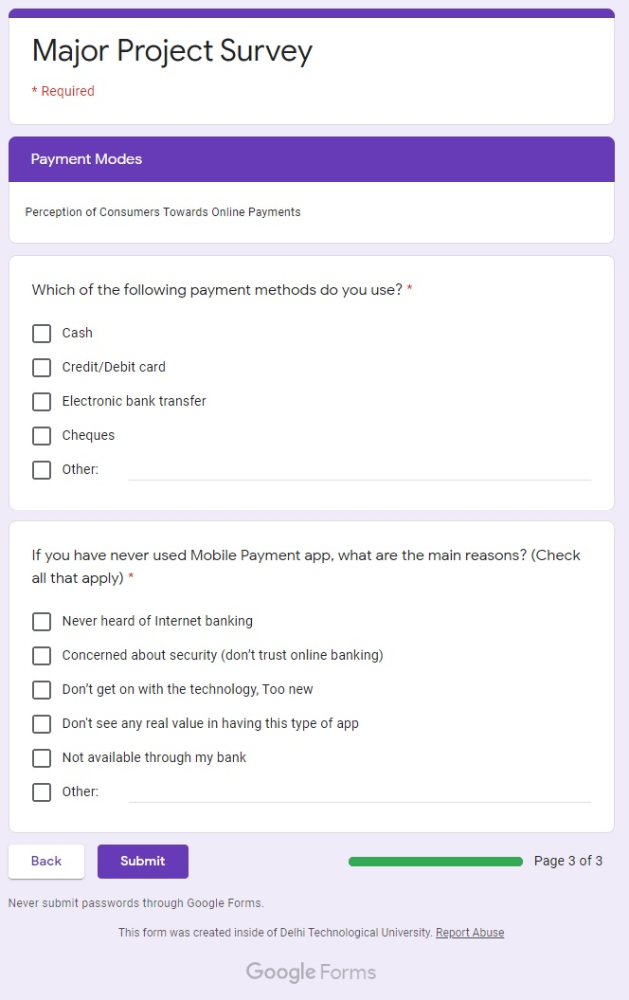 Major Project Survey
* Required
Payment Modes
Perception of Consumers Towards Online Payments
Which of the following payment methods do you use? *
Cash
Credit/Debit card
Electronic bank transfer
Cheques
Other:
If you have never used Mobile Payment app, what are the main reasons? (Check
all that apply) *
Never heard of Internet banking
Concerned about security (don’t trust online banking)
Don’t get on with the technology, Too new
Don't see any real value in having this type of app
Not available through my bank
Other:
Back
Submit
Page 3 of 3
Never submit passwords through Google Forms.
This form was created inside of Delhi Technological University. Report Abuse
Google Forms